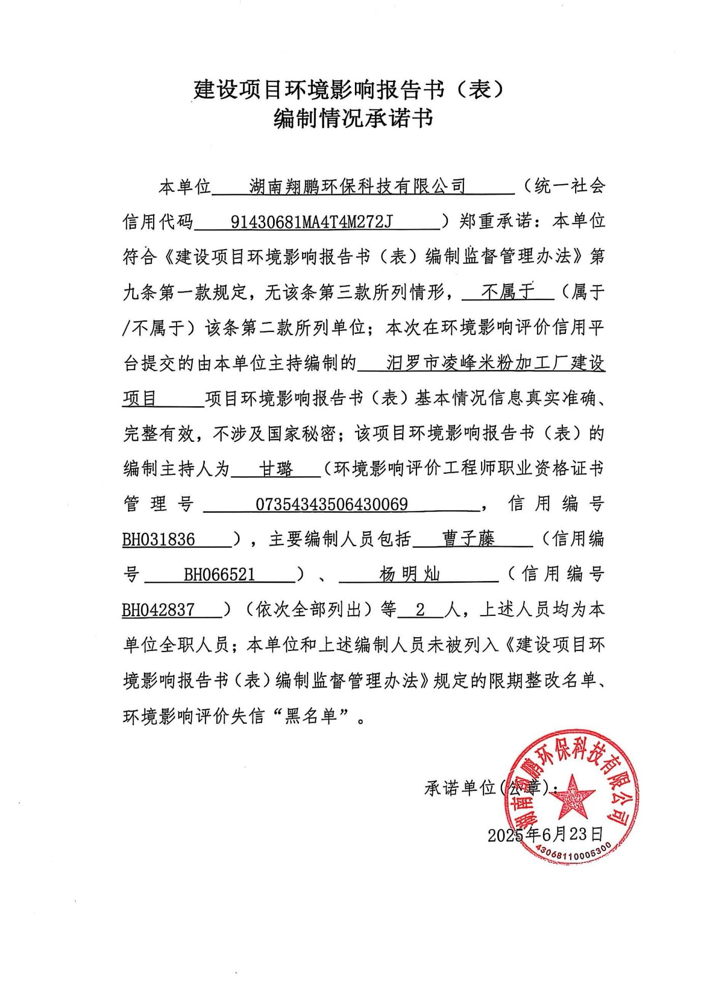 建设项目环境影响报告书（表）
编制情况承诺书
本单位 湖南翔鹏环保科技有限公司 （统一社会
信用代码 91430681MA4T4M272J ）郑重承诺：本单位
符合《建设项目环境影响报告书（表）编制监督管理办法》第
九条第一款规定，无该条第三款所列情形， 不属于 （属于
/不属于）该条第二款所列单位；本次在环境影响评价信用平
台提交的由本单位主持编制的 汨罗市凌峰米粉加工厂建设
项目 项目环境影响报告书（表）基本情况信息真实准确、
完整有效，不涉及国家秘密；该项目环境影响报告书（表）的
编制主持人为 甘璐 （环境影响评价工程师职业资格证书
管理号 07354343506430069 ，信用编号
BH031836 ），主要编制人员包括 曹子藤 （信用编
号 BH066521 ）、 杨明灿 （信用编号
BH042837 ）（依次全部列出）等 2 人，上述人员均为本
单位全职人员；本单位和上述编制人员未被列入《建设项目环
境影响报告书（表）编制监督管理办法》规定的限期整改名单、
环境影响评价失信“黑名单”。
承诺单位(公章)：
2025年6月23日
湖南翔鹏环保科技有限公司
43068110005300